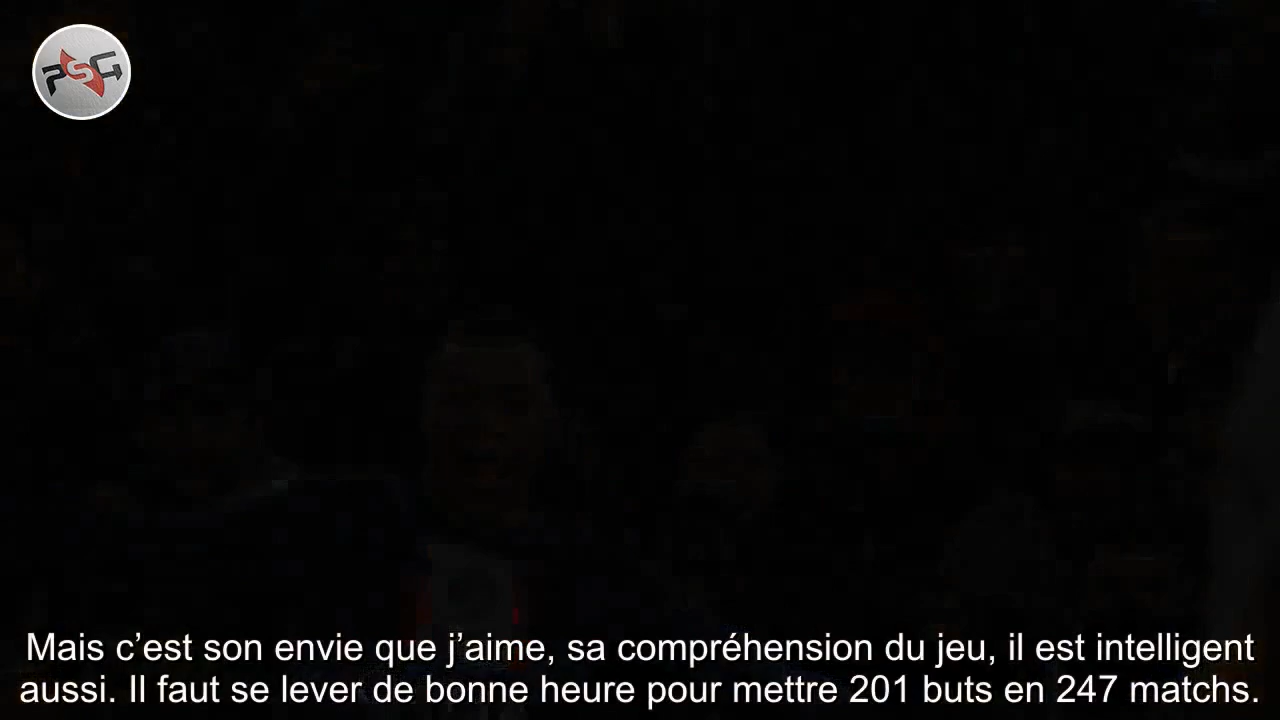 PSG
Mais c’est son envie que j’aime, sa compréhension du jeu, il est intelligent
aussi. Il faut se lever de bonne heure pour mettre 201 buts en 247 matchs.